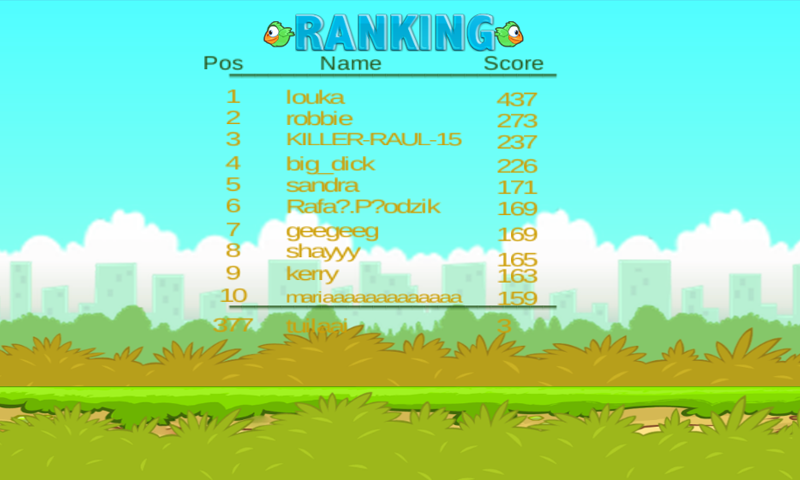 RANKING
Pos Name Score
1 louka 437
2 robbie 273
3 KILLER-RAUL-15 237
4 big_dick 226
5 sandra 171
6 Rafa?.P?odzik 169
7 geegeeg 169
8 shayyy 165
9 kerry 163
10 mariaaaaaaaaaaaaaa 159
377 3